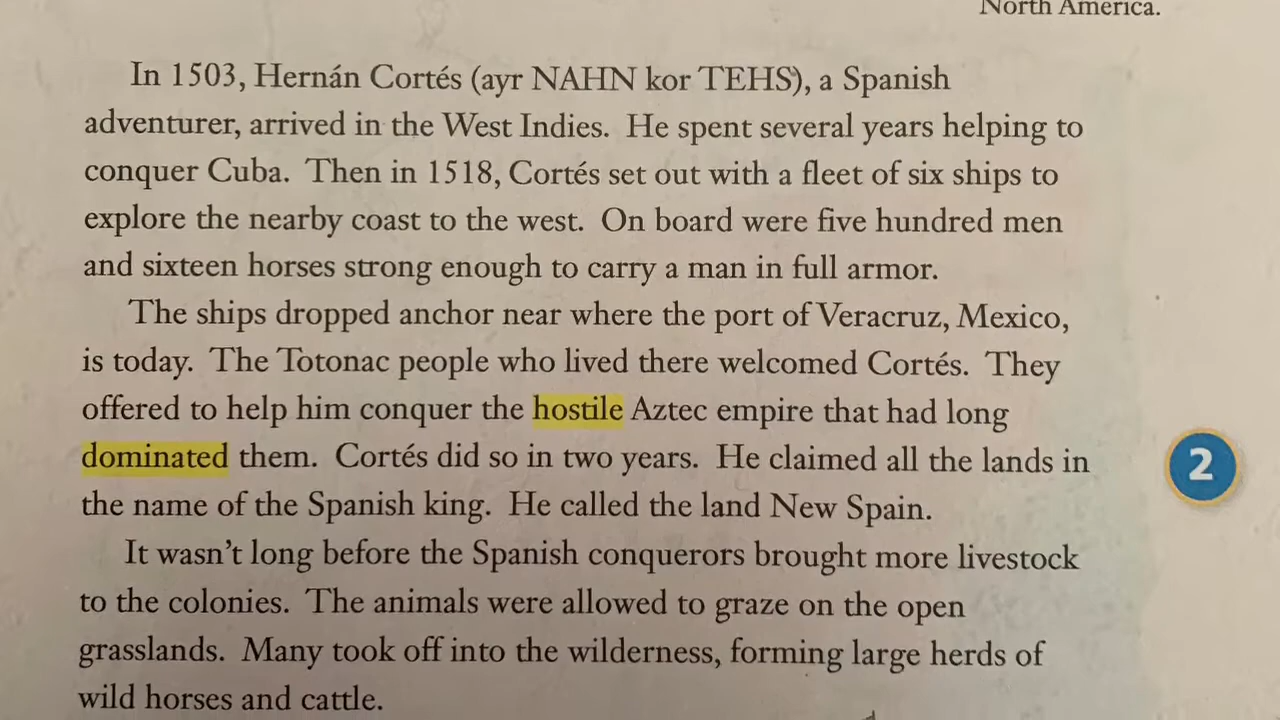 North America.
In 1503, Hernán Cortés (ayr NAHN kor TEHS), a Spanish
adventurer, arrived in the West Indies. He spent several years helping to
conquer Cuba. Then in 1518, Cortés set out with a fleet of six ships to
explore the nearby coast to the west. On board were five hundred men
and sixteen horses strong enough to carry a man in full armor.
The ships dropped anchor near where the port of Veracruz, Mexico,
is today. The Totonac people who lived there welcomed Cortés. They
offered to help him conquer the hostile Aztec empire that had long
dominated them. Cortés did so in two years. He claimed all the lands in
the name of the Spanish king. He called the land New Spain.
2
It wasn't long before the Spanish conquerors brought more livestock
to the colonies. The animals were allowed to graze on the open
grasslands. Many took off into the wilderness, forming large herds of
wild horses and cattle.